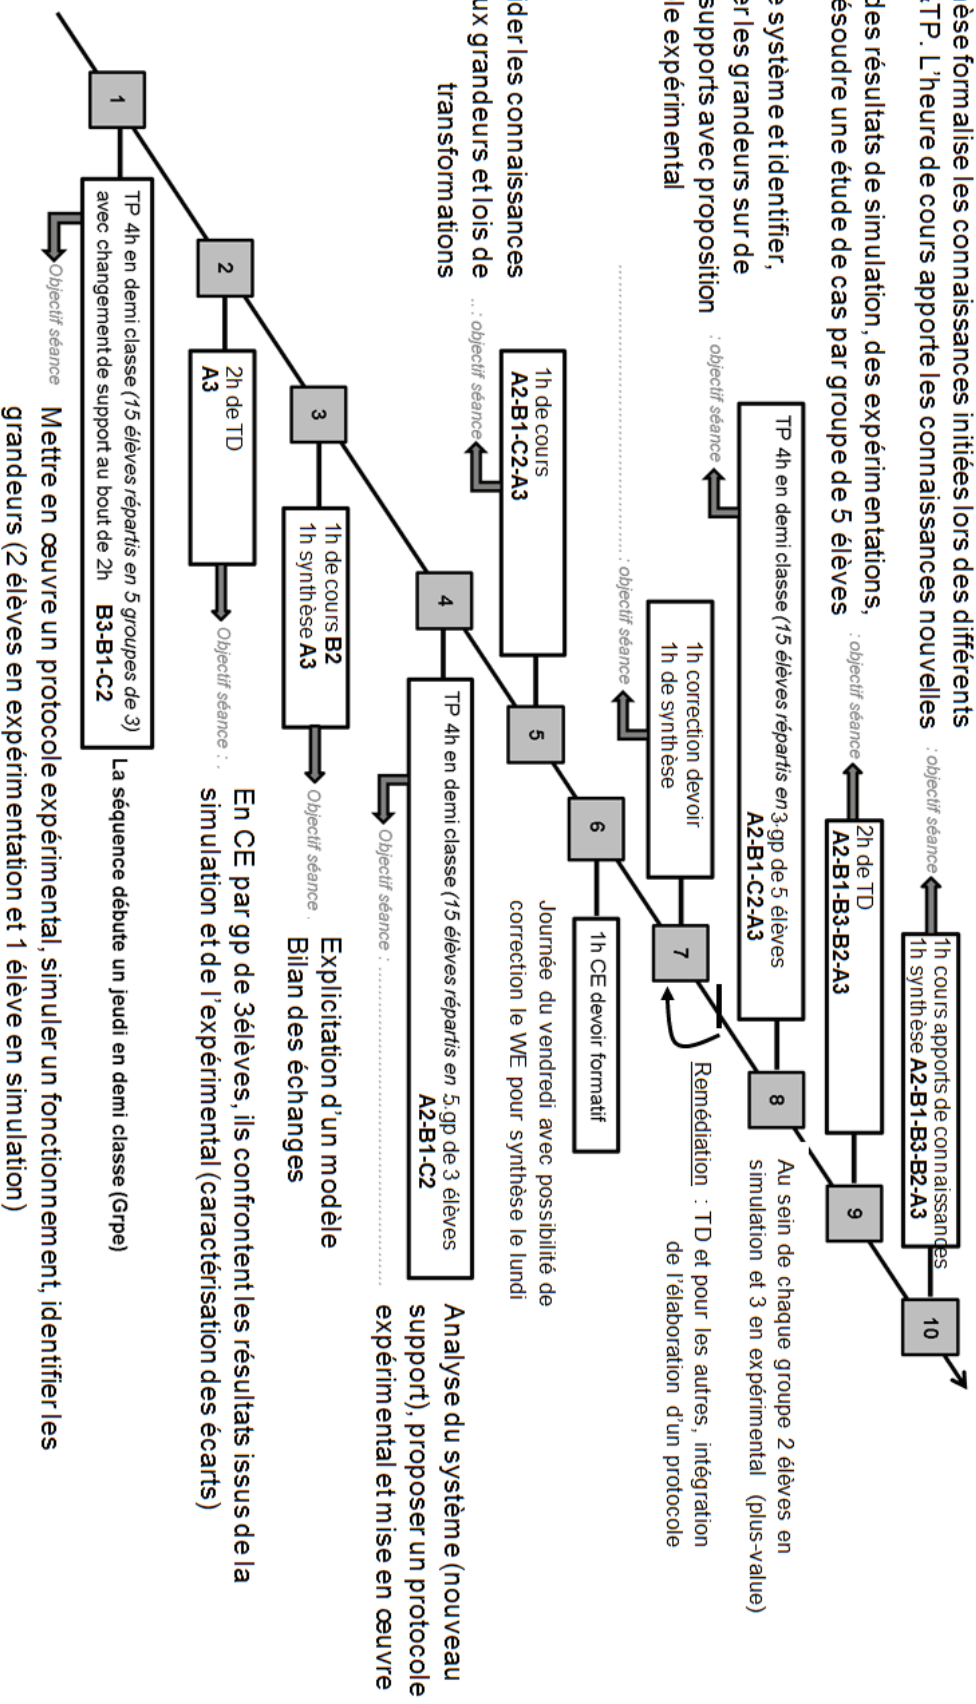 èse formalise les connaissances initiées lors des différents
TP. L'heure de cours apporte les connaissances nouvelles
: objectif séance
1h cours apports de connaissances
1h synthèse A2-B1-B3-B2-A3
10
des résultats de simulation, des expérimentations,
ésoudre une étude de cas par groupe de 5 élèves
: objectif séance
2h de TD
A2-B1-B3-B2-A3
9
e système et identifier,
er les grandeurs sur de
supports avec proposition
le expérimental
: objectif séance
TP 4h en demi classe (15 élèves répartis en 3.gp de 5 élèves
A2-B1-C2-A3
8
Au sein de chaque groupe 2 élèves en
simulation et 3 en expérimental (plus-value)
: objectif séance
1h correction devoir
1h de synthèse
7
Remédiation : TD et pour les autres, intégration
de l'élaboration d'un protocole
6
1h CE devoir formatif
ider les connaissances
ux grandeurs et lois de
transformations
...: objectif séance
1h de cours
A2-B1-C2-A3
5
Journée du vendredi avec possibilité de
correction le WE pour synthèse le lundi
4
TP 4h en demi classe (15 élèves répartis en 5.gp de 3 élèves
A2-B1-C2
Objectif séance :
Analyse du système (nouveau
support), proposer un protocole
expérimental et mise en œuvre
3
1h de cours B2
1h synthèse A3
Objectif séance .
Explicitation d'un modèle
Bilan des échanges
2
2h de TD
A3
Objectif séance : .
En CE par gp de 3élèves, ils confrontent les résultats issus de la
simulation et de l'expérimental (caractérisation des écarts)
1
TP 4h en demi classe (15 élèves répartis en 5 groupes de 3)
avec changement de support au bout de 2h B3-B1-C2
La séquence débute un jeudi en demi classe (Grpe)
Objectif séance
Mettre en œuvre un protocole expérimental, simuler un fonctionnement, identifier les
grandeurs (2 élèves en expérimentation et 1 élève en simulation)